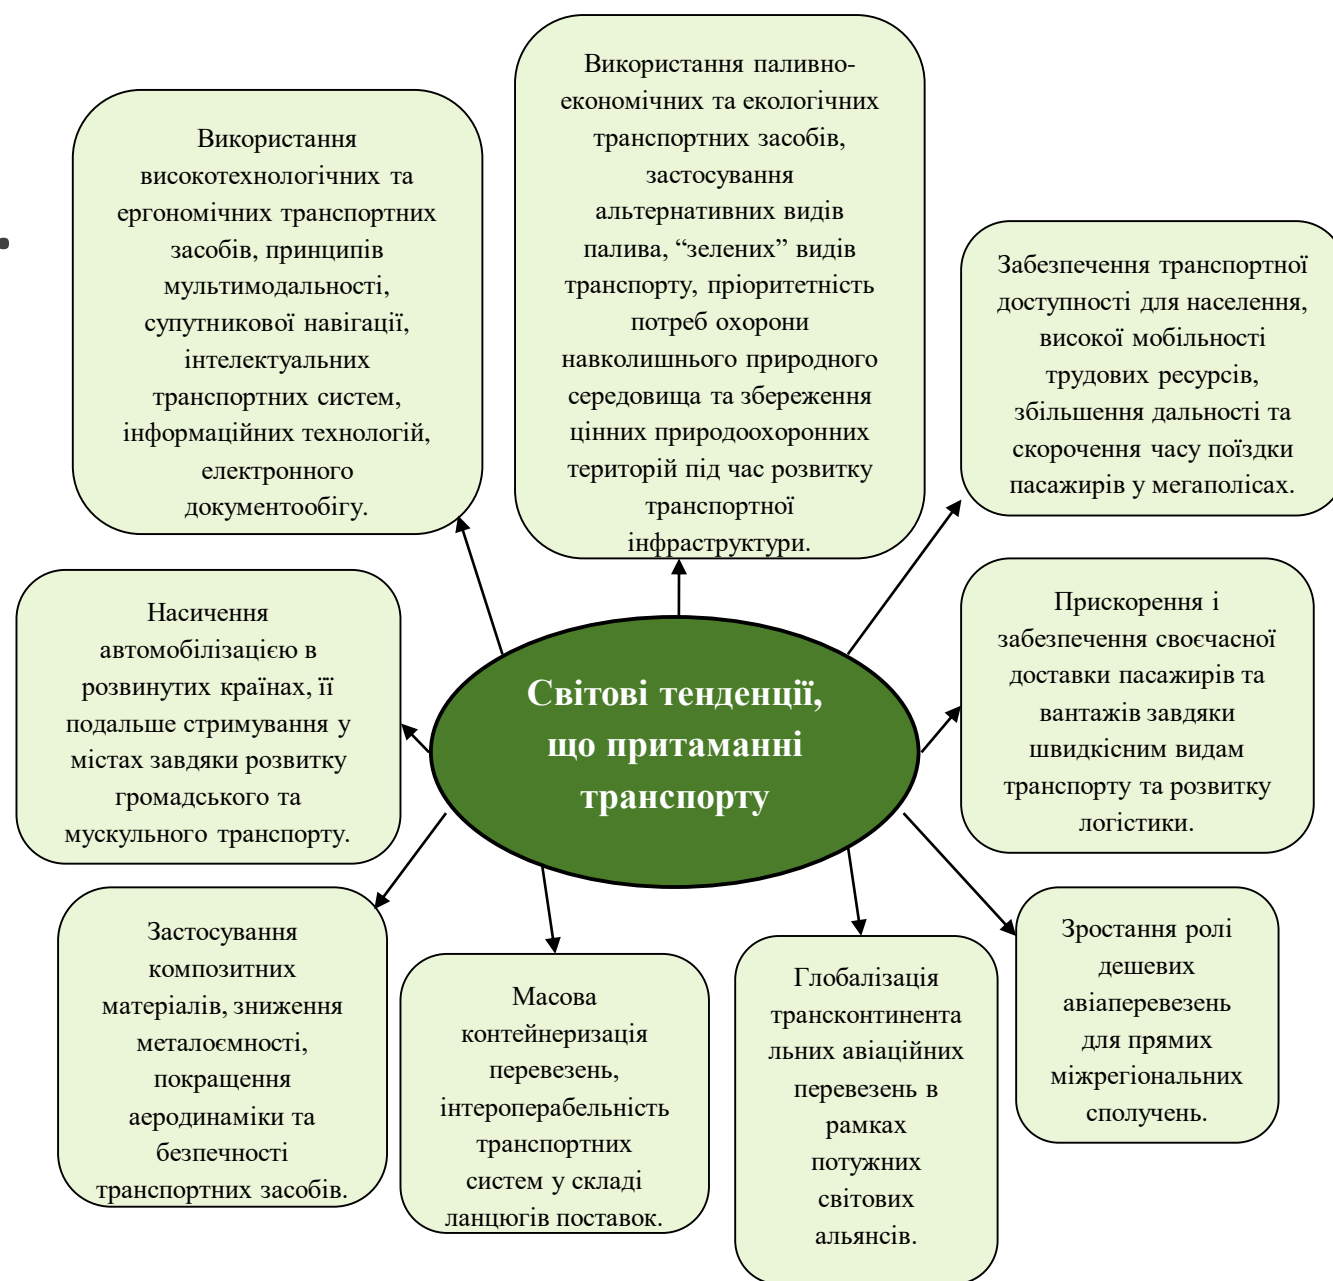 Використання
високотехнологічних та
ергономічних транспортних
засобів, принципів
мультимодальності,
супутникової навігації,
інтелектуальних
транспортних систем,
інформаційних технологій,
електронного
документообігу.
Використання паливно-
економічних та екологічних
транспортних засобів,
застосування
альтернативних видів
палива, “зелених” видів
транспорту, пріоритетність
потреб охорони
навколишнього природного
середовища та збереження
цінних природоохоронних
територій під час розвитку
транспортної
інфраструктури.
Забезпечення транспортної
доступності для населення,
високої мобільності
трудових ресурсів,
збільшення дальності та
скорочення часу поїздки
пасажирів у мегаполісах.
Насичення
автомобілізацією в
розвинутих країнах, її
подальше стримування у
містах завдяки розвитку
громадського та
мускульного транспорту.
Світові тенденції,
що притаманні
транспорту
Прискорення і
забезпечення своєчасної
доставки пасажирів та
вантажів завдяки
швидкісним видам
транспорту та розвитку
логістики.
Застосування
композитних
матеріалів, зниження
металоємності,
покращення
аеродинаміки та
безпечності
транспортних засобів.
Масова
контейнеризація
перевезень,
інтероперабельність
транспортних
систем у складі
ланцюгів поставок.
Глобалізація
трансконтинента
льних авіаційних
перевезень в
рамках
потужних
світових
альянсів.
Зростання ролі
дешевих
авіаперевезень
для прямих
міжрегіональних
сполучень.